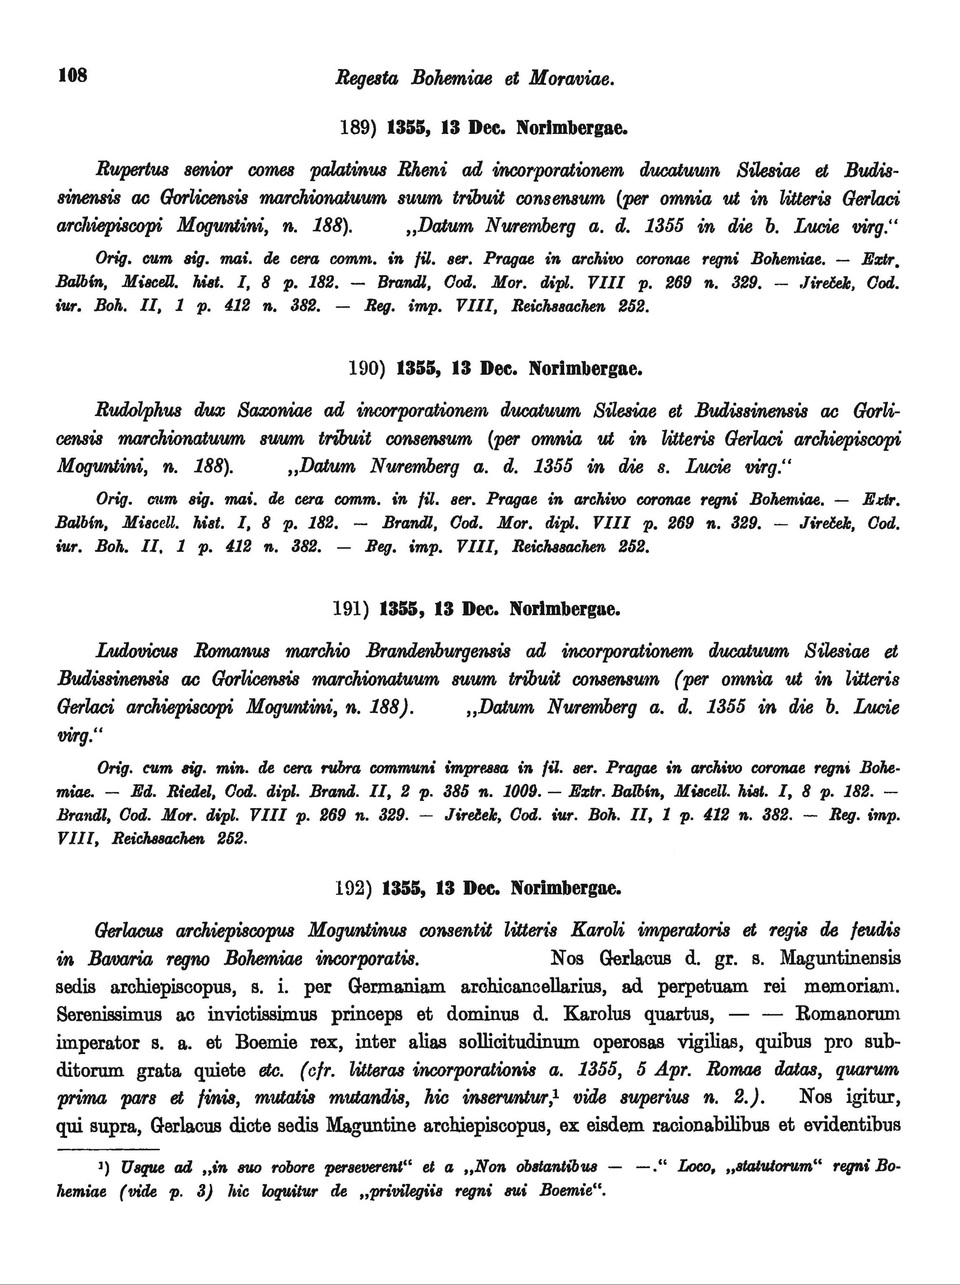 108
Regesta Bohemiae et Moraviae.
189) 1355, 13 Dec. Norimbergae.
Rupertus senior comes palatinus Rheni ad incorporationem ducatuum Silesiae et Budis-
sinensis ac Gorlicensis marchionatuum suum tribuit consensum (per omnia ut in litteris Gerlaci
archiepiscopi Moguntini, n. 188). „Datum Nuremberg a. d. 1355 in die b. Lucie virg.“
Orig. cum sig. mai. de cera comm. in fil. ser. Pragae in archivo coronae regni Bohemiae. — Extr.
Balbín, Miscell. hist. I, 8 p. 182. — Brandl, Cod. Mor. dipl. VIII p. 269 n. 329. — Jireček, Cod.
iur. Boh. II, 1 p. 412 n. 382. — Reg. imp. VIII, Reichssachen 252.
190) 1355, 13 Dec. Norimbergae.
Rudolphus dux Saxoniae ad incorporationem ducatuum Silesiae et Budissinensis ac Gorli-
censis marchionatuum suum tribuit consensum (per omnia ut in litteris Gerlaci archiepiscopi
Moguntini, n. 188). „Datum Nuremberg a. d. 1355 in die s. Lucie virg.“
Orig. cum sig. mai. de cera comm. in fil. ser. Pragae in archivo coronae regni Bohemiae. — Extr.
Balbín, Miscell. hist. I, 8 p. 182. — Brandl, Cod. Mor. dipl. VIII p. 269 n. 329. — Jireček, Cod.
iur. Boh. II, 1 p. 412 n. 382. — Reg. imp. VIII, Reichssachen 252.
191) 1355, 13 Dec. Norimbergae.
Ludovicus Romanus marchio Brandenburgensis ad incorporationem ducatuum Silesiae et
Budissinensis ac Gorlicensis marchionatuum suum tribuit consensum (per omnia ut in litteris
Gerlaci archiepiscopi Moguntini, n. 188). „Datum Nuremberg a. d. 1355 in die b. Lucie
virg.“
Orig. cum sig. min. de cera rubra communi impressa in fil. ser. Pragae in archivo coronae regni Bohe-
miae. — Ed. Riedel, Cod. dipl. Brand. II, 2 p. 385 n. 1009. — Extr. Balbín, Miscell. hist. I, 8 p. 182. —
Brandl, Cod. Mor. dipl. VIII p. 269 n. 329. — Jireček, Cod. iur. Boh. II, 1 p. 412 n. 382. — Reg. imp.
VIII, Reichssachen 252.
192) 1355, 13 Dec. Norimbergae.
Gerlacus archiepiscopus Moguntinus consentit litteris Karoli imperatoris et regis de feudis
in Bavaria regno Bohemiae incorporatis. Nos Gerlacus d. gr. s. Maguntinensis
sedis archiepiscopus, s. i. per Germaniam archicancellarius, ad perpetuam rei memoriam.
Serenissimus ac invictissimus princeps et dominus d. Karolus quartus, — — Romanorum
imperator s. a. et Boemie rex, inter alias sollicitudinum operosas vigilias, quibus pro sub-
ditorum grata quiete etc. (cfr. litteras incorporationis a. 1355, 5 Apr. Romae datas, quarum
prima pars et finis, mutatis mutandis, hic inseruntur,¹ vide superius n. 2.). Nos igitur,
qui supra, Gerlacus dicte sedis Maguntine archiepiscopus, ex eisdem racionabilibus et evidentibus
¹) Usque ad „in suo robore perseverent“ et a „Non obstantibus — —.“ Loco, „statutorum“ regni Bo-
hemiae (vide p. 3) hic loquitur de „privilegiis regni sui Boemie“.